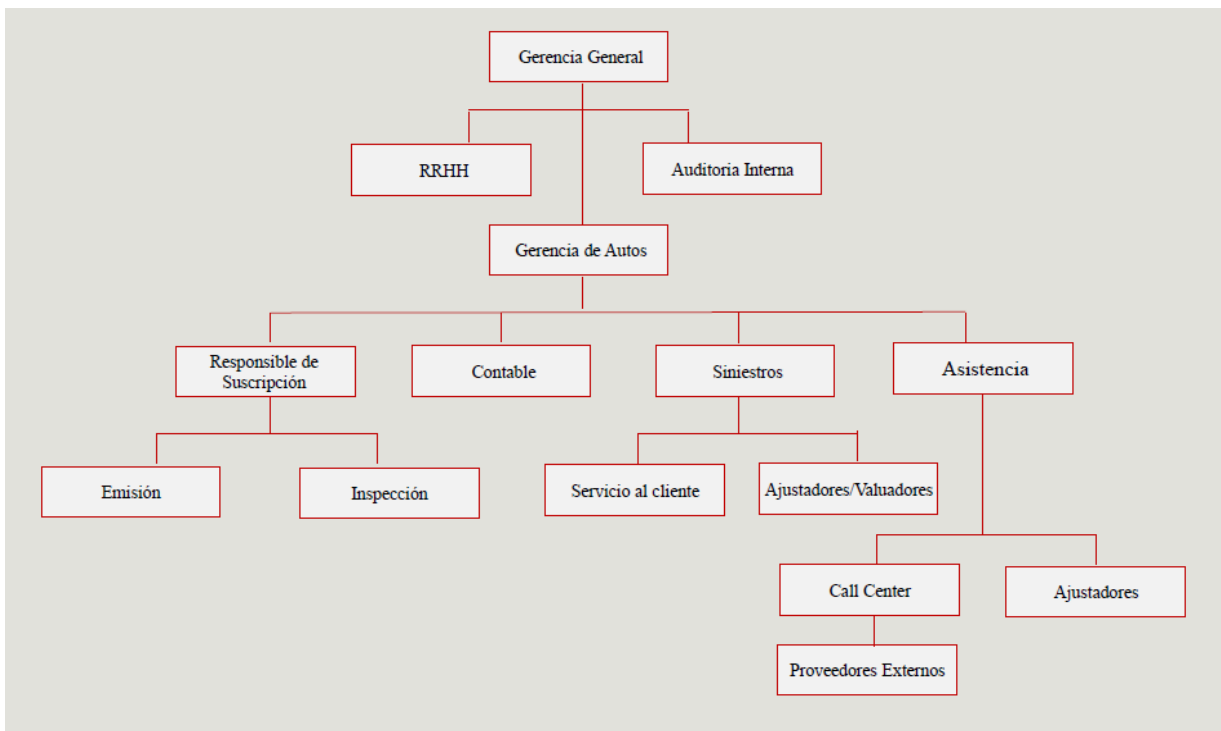 Gerencia General
RRHH
Auditoria Interna
Gerencia de Autos
Responsible de
Suscripción
Contable
Siniestros
Asistencia
Emisión
Inspección
Servicio al cliente
Ajustadores/Valuadores
Call Center
Ajustadores
Proveedores Externos